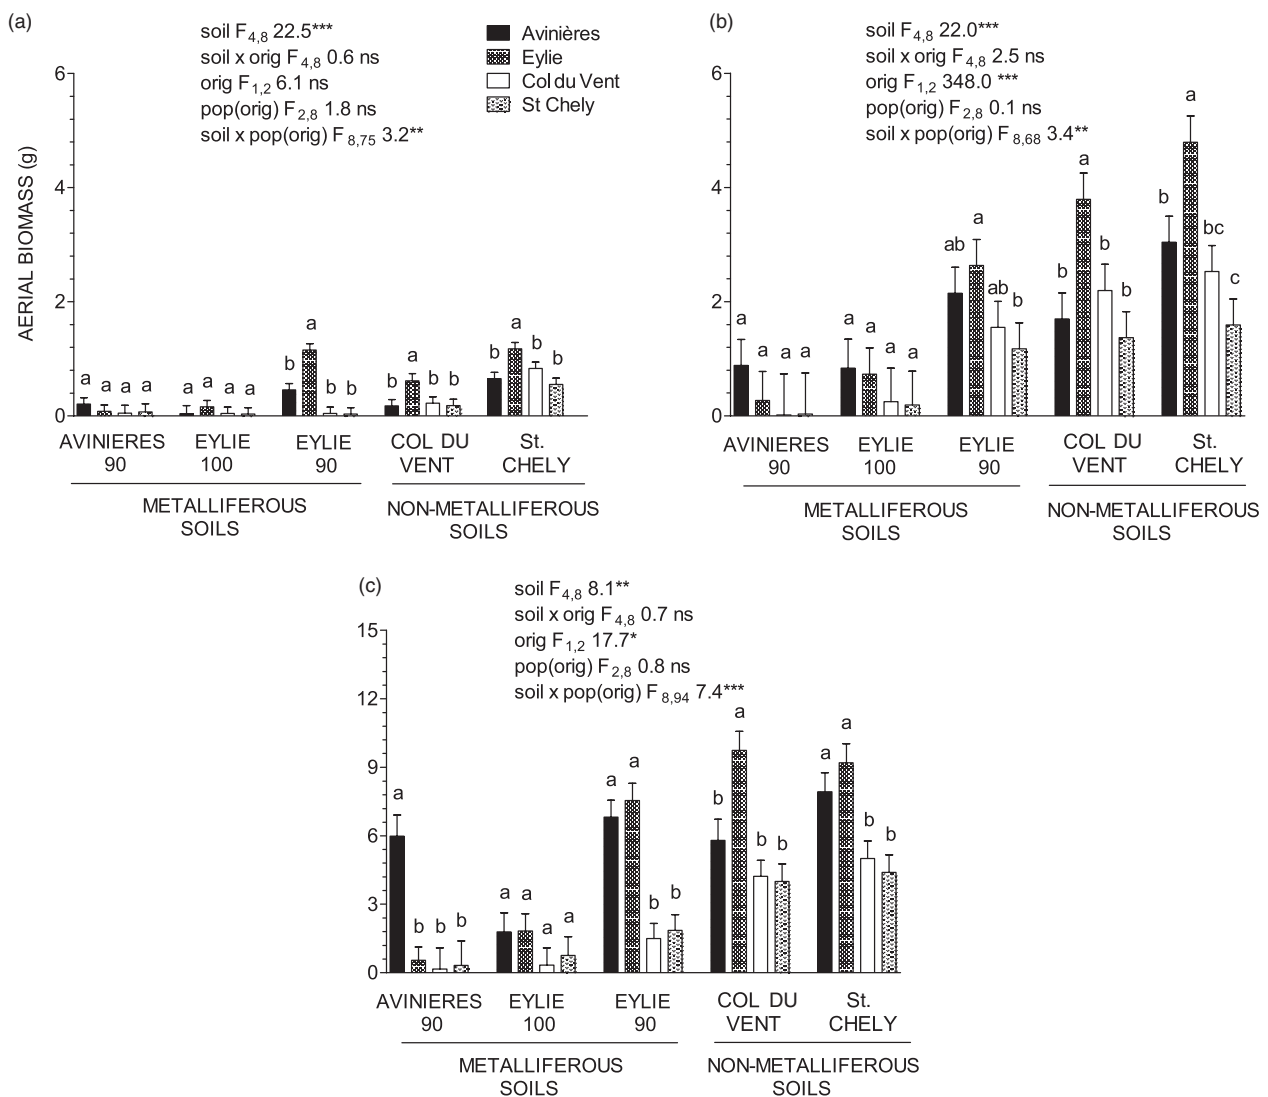 (a)
soil F4,8 22.5***
soil x orig F4,8 0.6 ns
orig F1,2 6.1 ns
pop(orig) F2,8 1.8 ns
soil x pop(orig) F8,75 3.2**
Avinières
Eylie
Col du Vent
St Chely
AERIAL BIOMASS (g)
6
4
2
0
a a a a
a a a a
b a b b
b a b b
b a b b
AVINIERES 90
EYLIE 100
EYLIE 90
COL DU VENT
St. CHELY
METALLIFEROUS SOILS
NON-METALLIFEROUS SOILS
(b)
soil F4,8 22.0***
soil x orig F4,8 2.5 ns
orig F1,2 348.0 ***
pop(orig) F2,8 0.1 ns
soil x pop(orig) F8,68 3.4**
6
4
2
0
a a a a
a a a a
ab a ab b
b a b b
b a bc c
AVINIERES 90
EYLIE 100
EYLIE 90
COL DU VENT
St. CHELY
METALLIFEROUS SOILS
NON-METALLIFEROUS SOILS
(c)
soil F4,8 8.1**
soil x orig F4,8 0.7 ns
orig F1,2 17.7*
pop(orig) F2,8 0.8 ns
soil x pop(orig) F8,94 7.4***
15
12
9
6
3
0
a b b b
a a a a
a a b b
b a b b
a a b b
AVINIERES 90
EYLIE 100
EYLIE 90
COL DU VENT
St. CHELY
METALLIFEROUS SOILS
NON-METALLIFEROUS SOILS